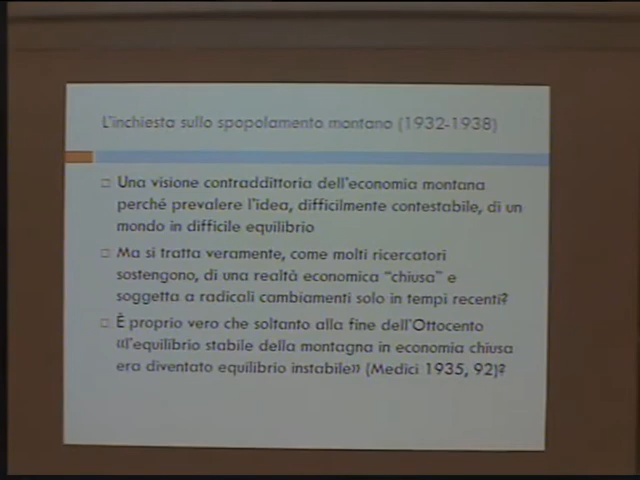 L'inchiesta sullo spopolamento montano (1932-1938)
Una visione contraddittoria dell'economia montana
perché prevalere l'idea, difficilmente contestabile, di un
mondo in difficile equilibrio
Ma si tratta veramente, come molti ricercatori
sostengono, di una realtà economica "chiusa" e
soggetta a radicali cambiamenti solo in tempi recenti?
È proprio vero che soltanto alla fine dell'Ottocento
«l'equilibrio stabile della montagna in economia chiusa
era diventato equilibrio instabile» (Medici 1935, 92)?